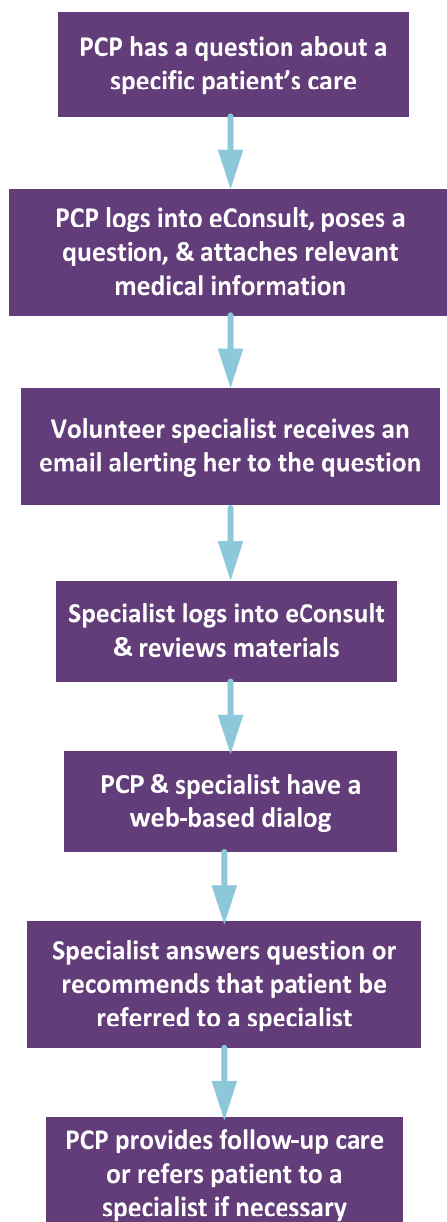 PCP has a question about a
specific patient’s care
PCP logs into eConsult, poses a
question, & attaches relevant
medical information
Volunteer specialist receives an
email alerting her to the question
Specialist logs into eConsult
& reviews materials
PCP & specialist have a
web-based dialog
Specialist answers question or
recommends that patient be
referred to a specialist
PCP provides follow-up care
or refers patient to a
specialist if necessary